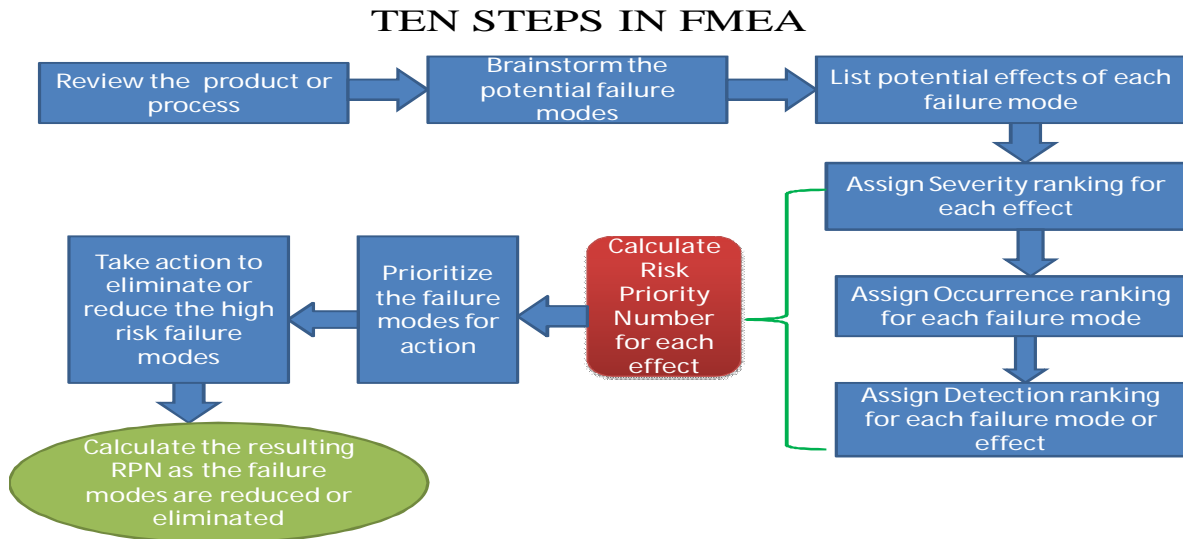 TEN STEPS IN FMEA
Review the product or
process
Brainstorm the
potential failure
modes
List potential effects of each
failure mode
Assign Severity ranking for
each effect
Assign Occurrence ranking
for each failure mode
Assign Detection ranking
for each failure mode or
effect
Calculate
Risk
Priority
Number
for each
effect
Prioritize
the failure
modes for
action
Take action to
eliminate or
reduce the high
risk failure
modes
Calculate the resulting
RPN as the failure
modes are reduced or
eliminated